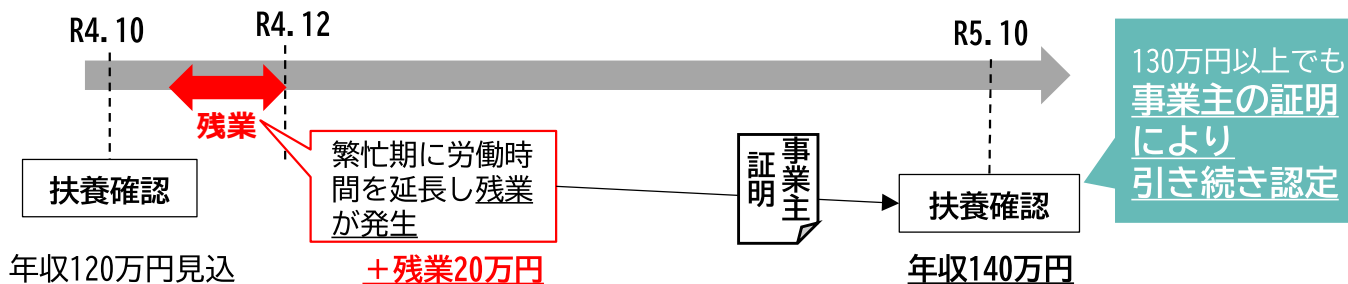 R4.10
R4.12
R5.10
130万円以上でも
事業主の証明
により
引き続き認定
残業
繁忙期に労働時
間を延長し残業
が発生
事業主
証明
扶養確認
扶養確認
年収120万円見込
＋残業20万円
年収140万円